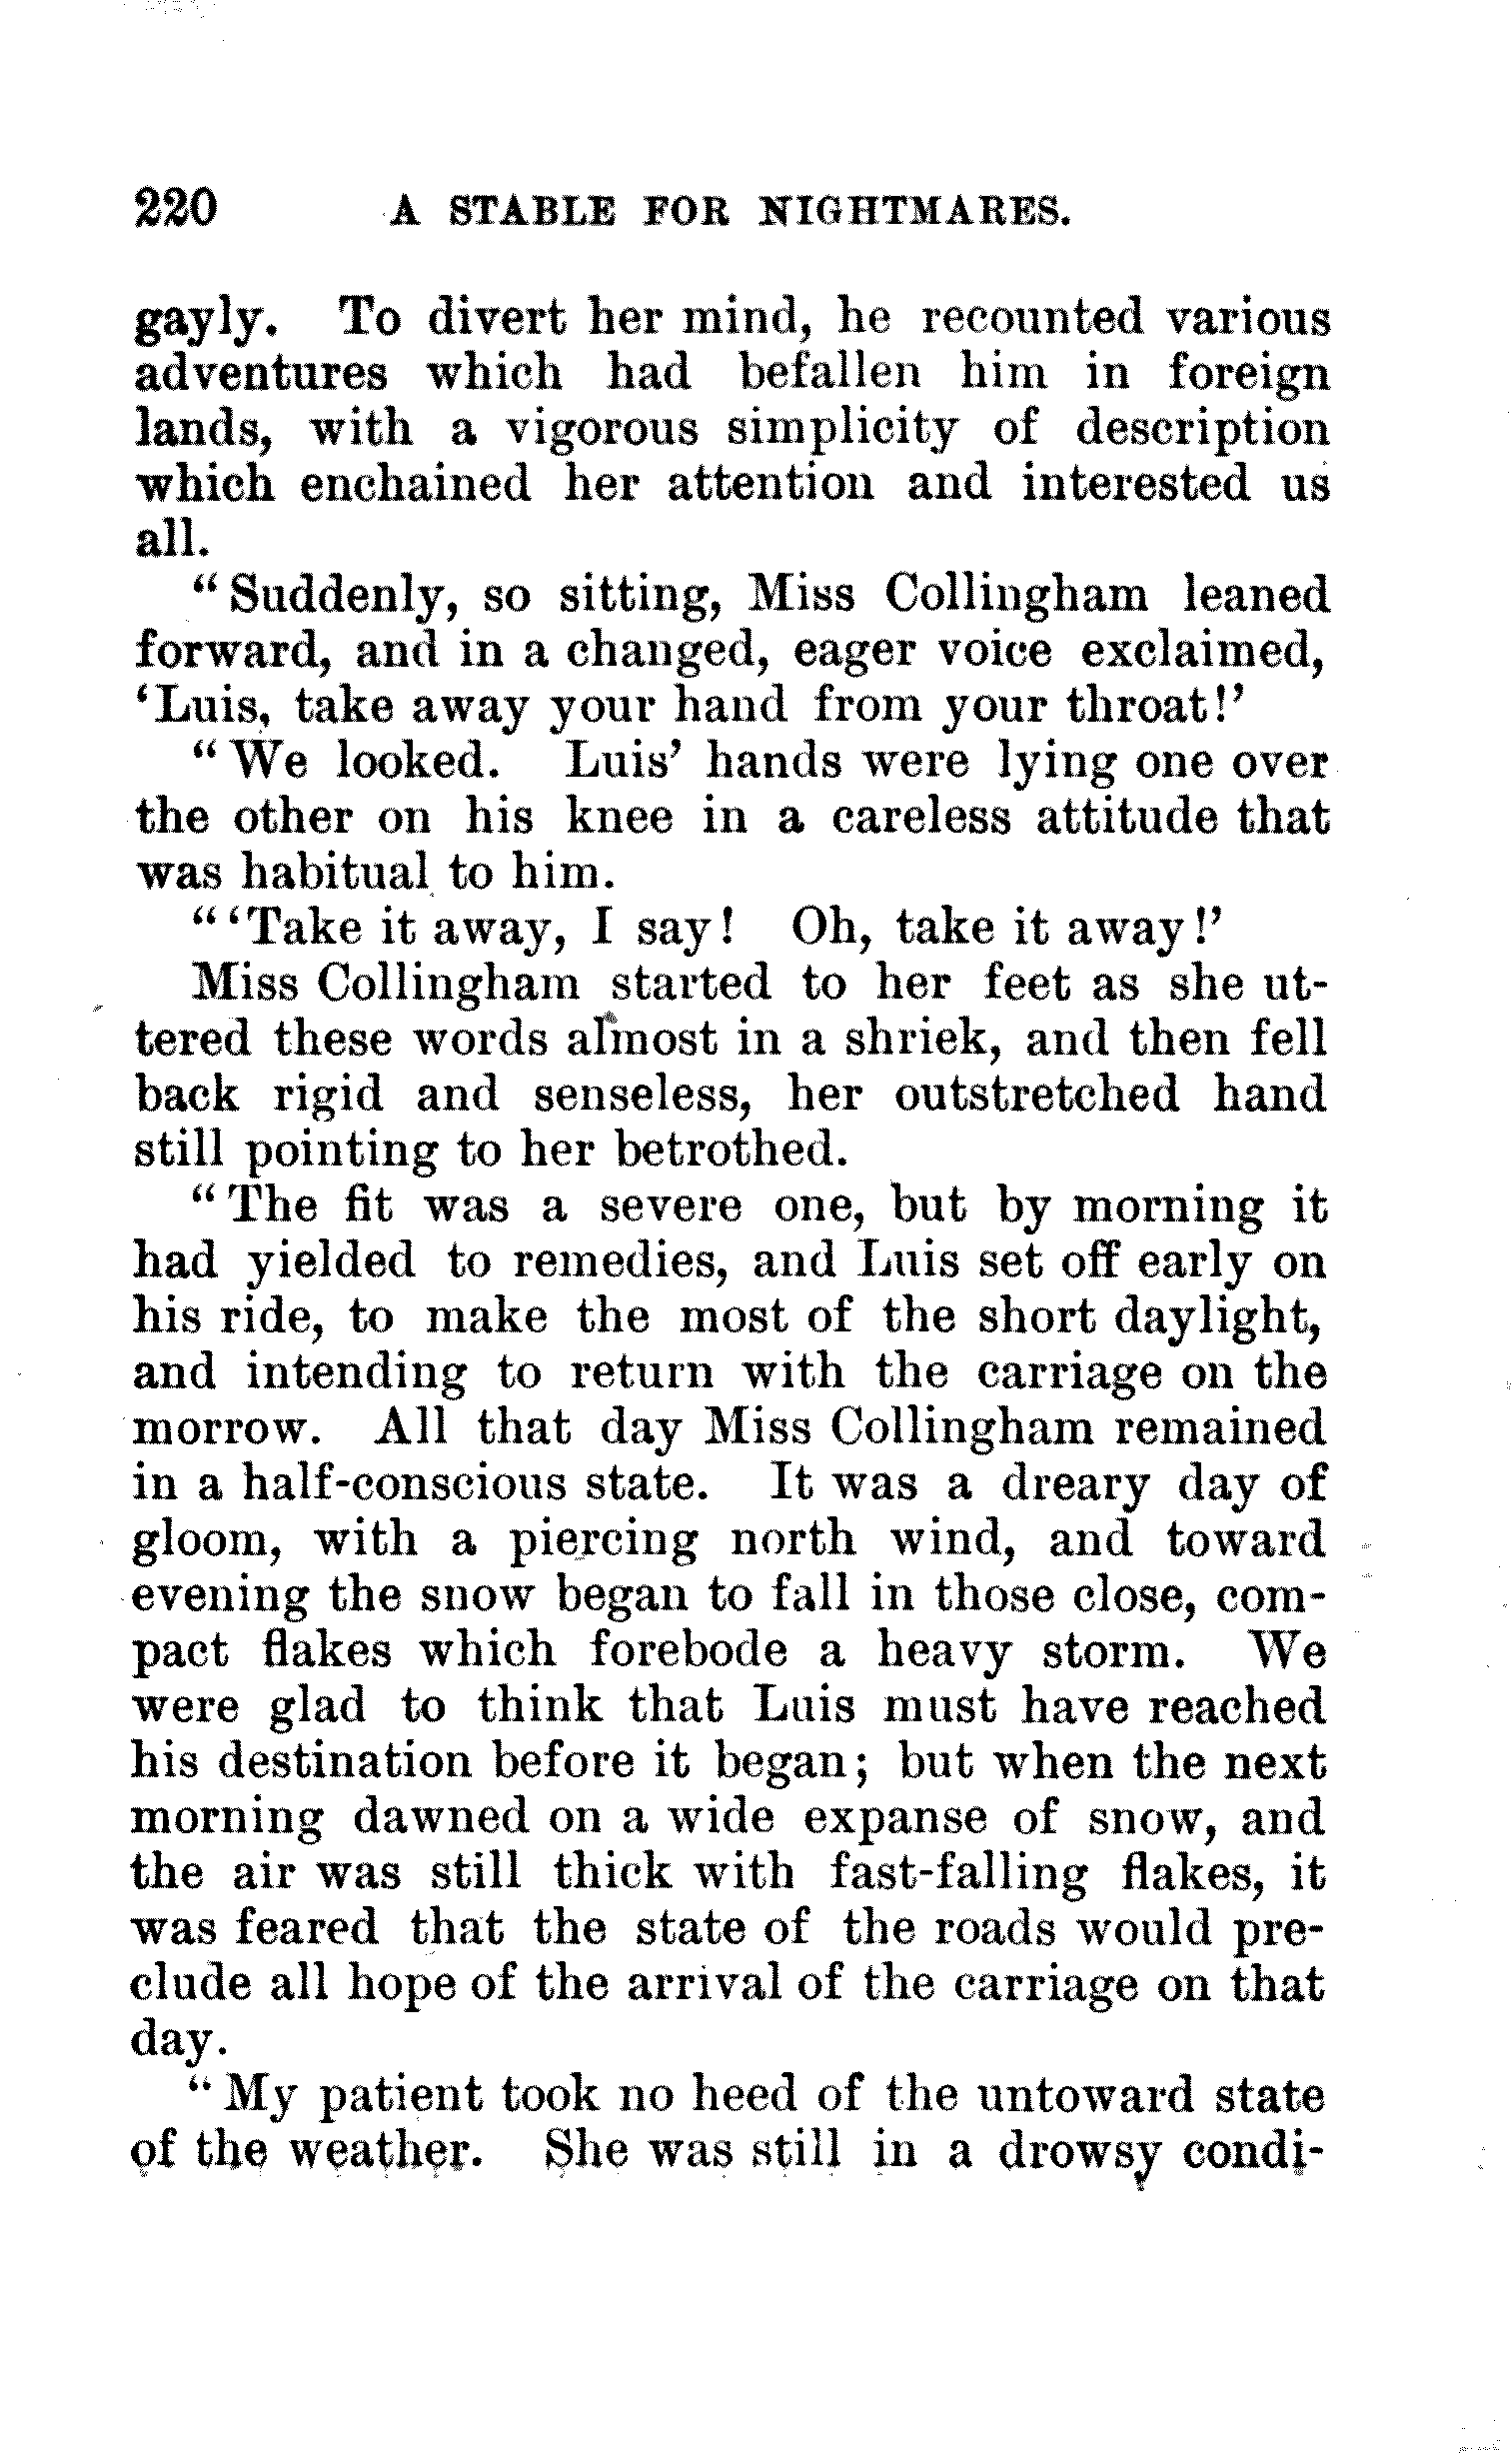 220 A STABLE FOR NIGHTMARES.
gayly. To divert her mind, he recounted various
adventures which had befallen him in foreign
lands, with a vigorous simplicity of description
which enchained her attention and interested us
all.
"Suddenly, so sitting, Miss Collingham leaned
forward, and in a changed, eager voice exclaimed,
'Luis, take away your hand from your throat!'
"We looked. Luis' hands were lying one over
the other on his knee in a careless attitude that
was habitual to him.
"'Take it away, I say! Oh, take it away!'
Miss Collingham started to her feet as she ut-
tered these words almost in a shriek, and then fell
back rigid and senseless, her outstretched hand
still pointing to her betrothed.
"The fit was a severe one, but by morning it
had yielded to remedies, and Luis set off early on
his ride, to make the most of the short daylight,
and intending to return with the carriage on the
morrow. All that day Miss Collingham remained
in a half-conscious state. It was a dreary day of
gloom, with a piercing north wind, and toward
evening the snow began to fall in those close, com-
pact flakes which forebode a heavy storm. We
were glad to think that Luis must have reached
his destination before it began; but when the next
morning dawned on a wide expanse of snow, and
the air was still thick with fast-falling flakes, it
was feared that the state of the roads would pre-
clude all hope of the arrival of the carriage on that
day.
"My patient took no heed of the untoward state
of the weather. She was still in a drowsy condi-